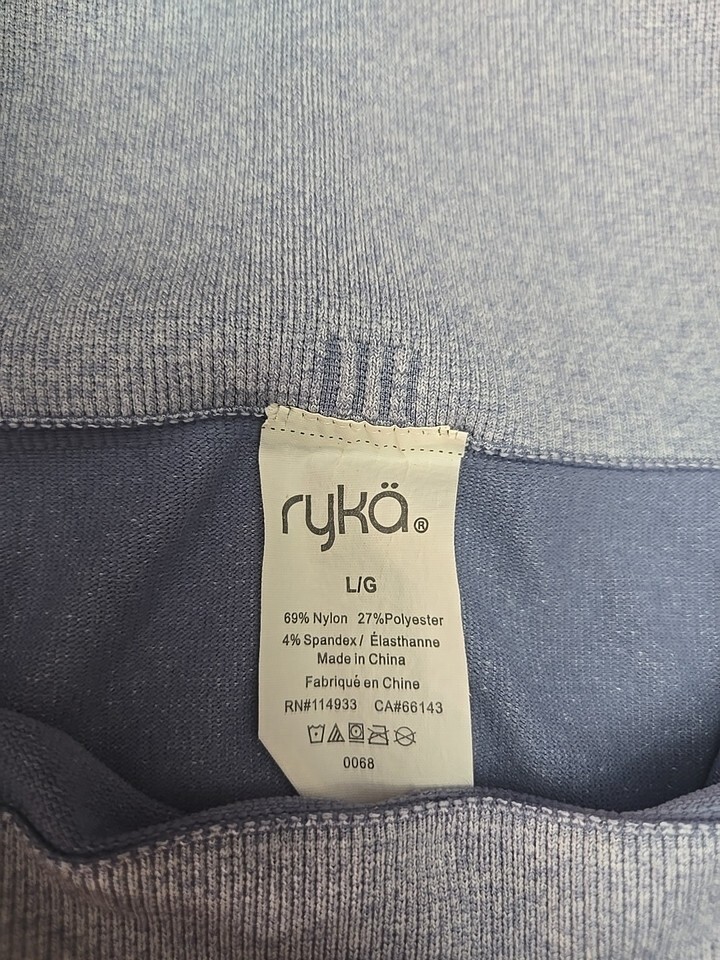 rykä®
L/G
69% Nylon 27%Polyester
4% Spandex / Élasthanne
Made in China
Fabriqué en Chine
RN#114933 CA#66143
0068